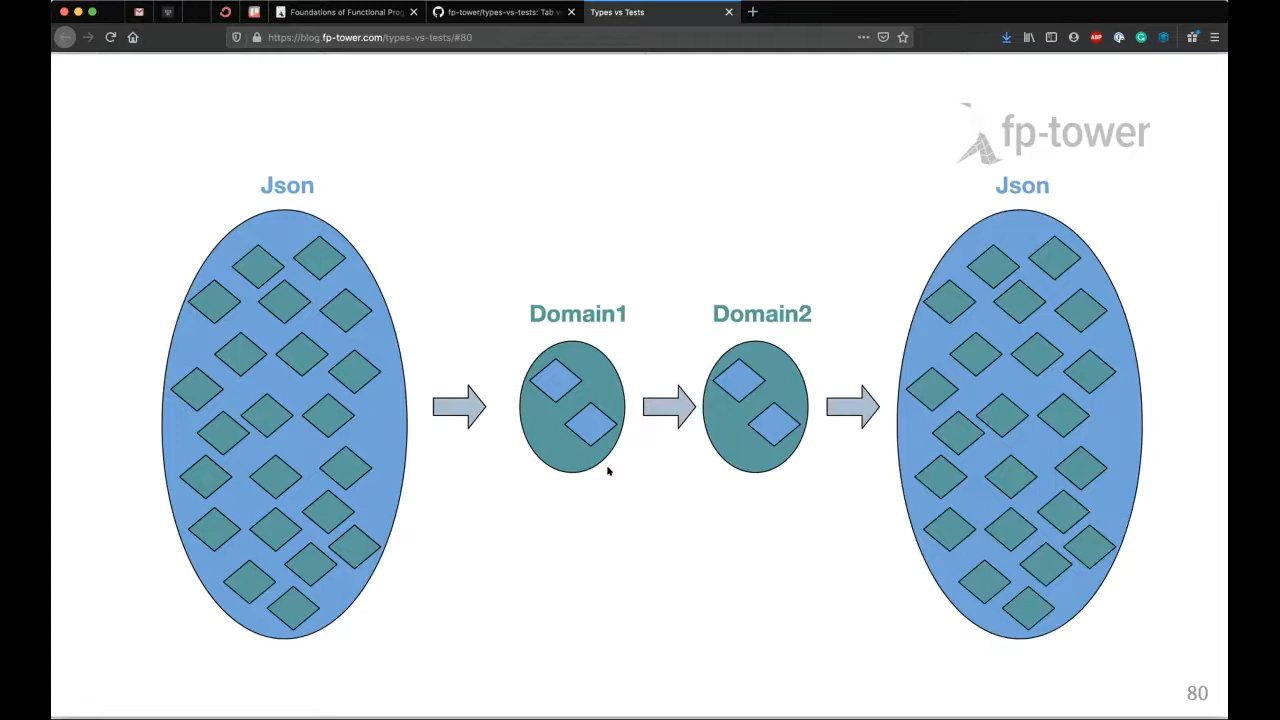 Foundations of Functional Prog
fp-tower/types-vs-tests: Tab v
Types vs Tests
https://blog.fp-tower.com/types-vs-tests/#80
ABP
fp-tower
Json
Json
Domain1
Domain2
80